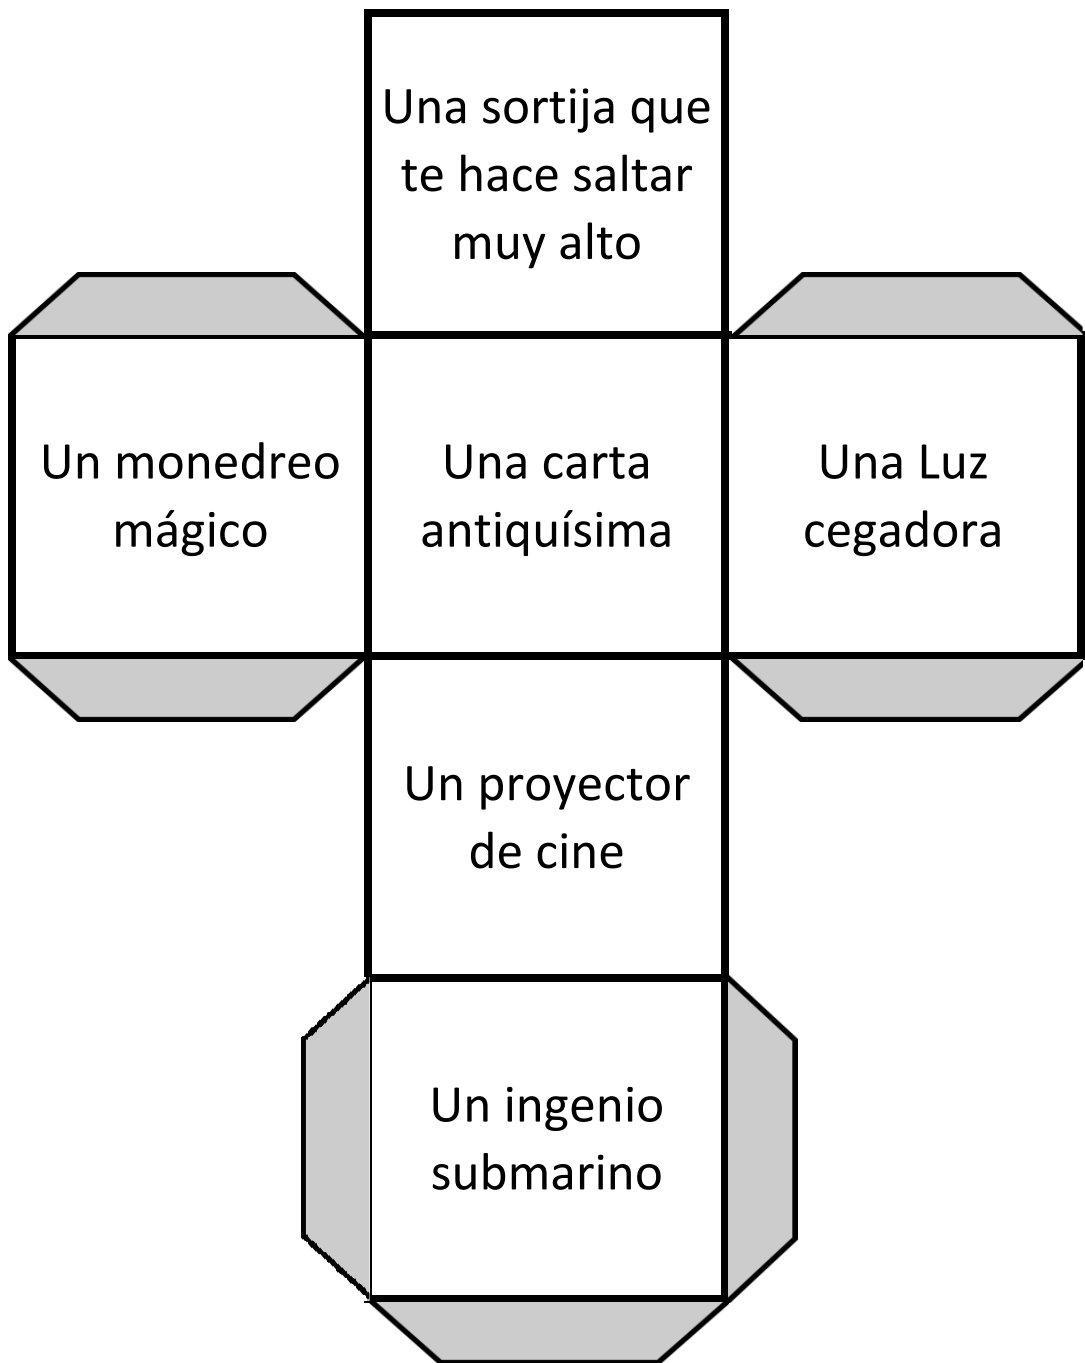 Una sortija que
te hace saltar
muy alto
Un monedreo
mágico
Una carta
antiquísima
Una Luz
cegadora
Un proyector
de cine
Un ingenio
submarino